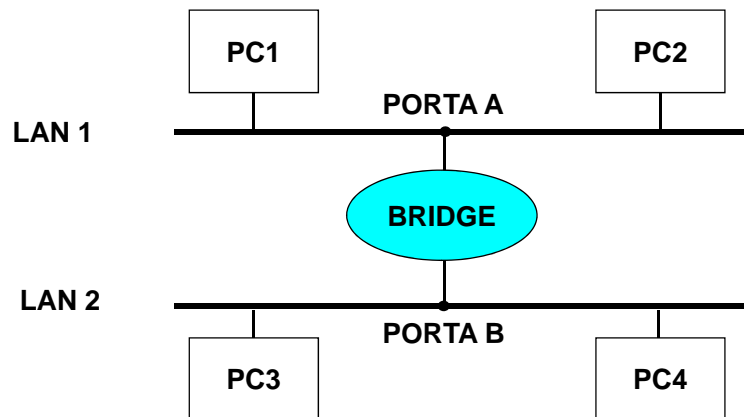 PC1
PC2
PORTA A
LAN 1
BRIDGE
LAN 2
PORTA B
PC3
PC4